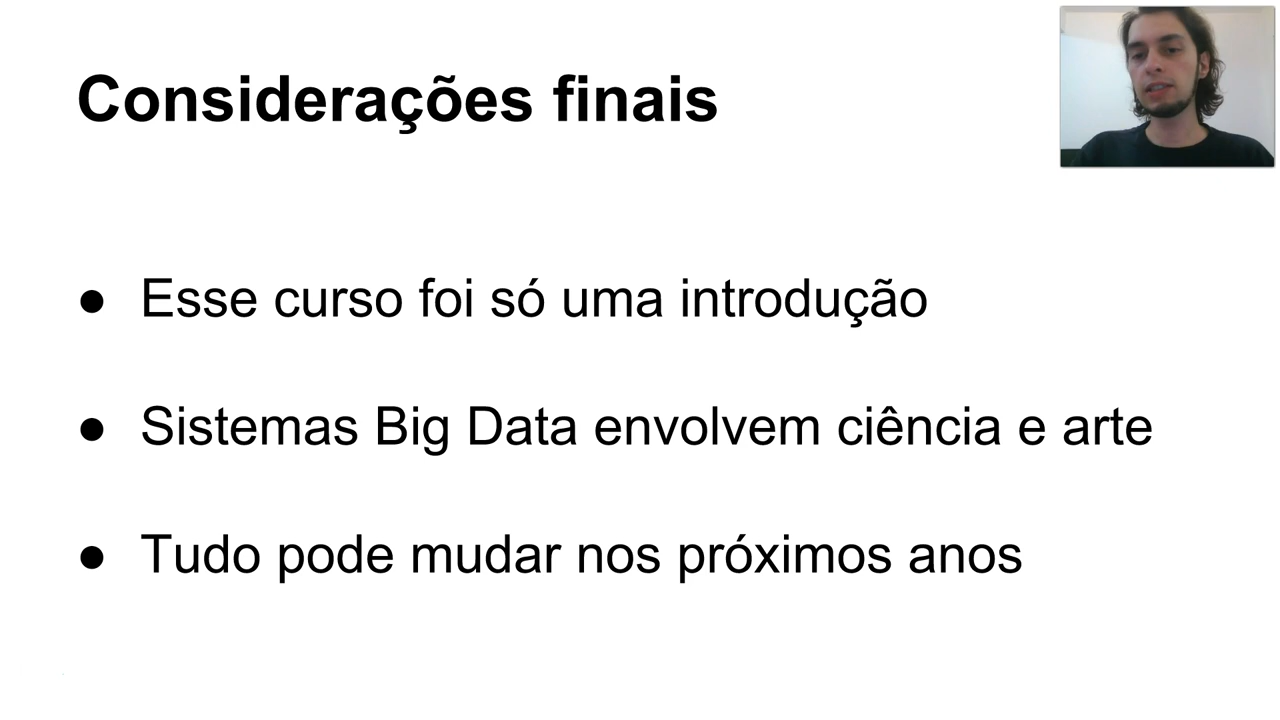 Considerações finais
● Esse curso foi só uma introdução
● Sistemas Big Data envolvem ciência e arte
● Tudo pode mudar nos próximos anos